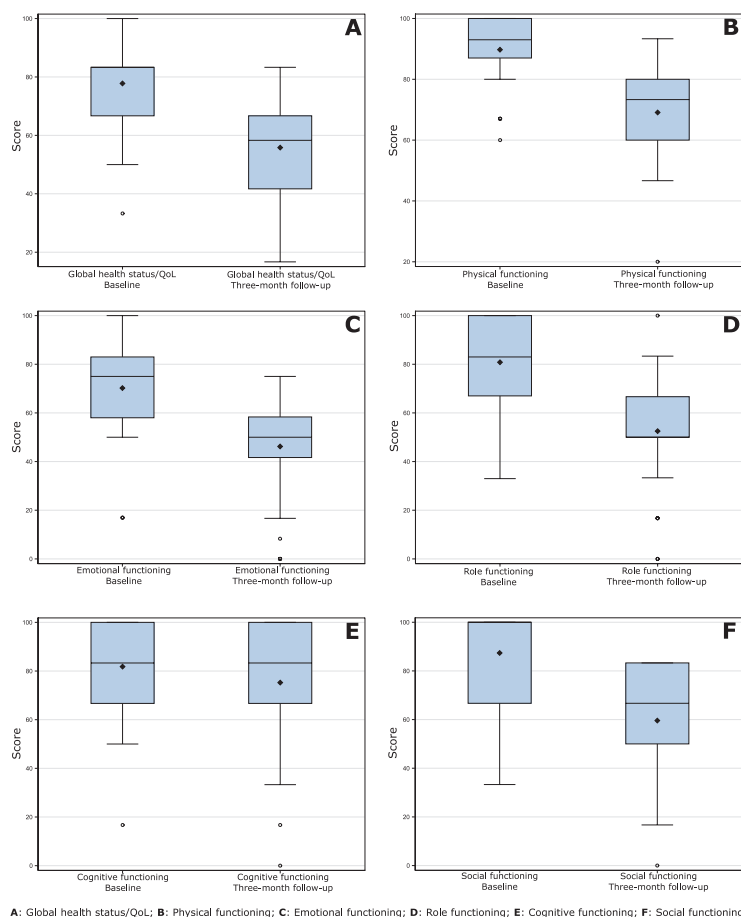 A
100
80
60
40
20
Score
Global health status/QoL
Baseline
Global health status/QoL
Three-month follow-up
B
100
80
60
40
20
Score
Physical functioning
Baseline
Physical functioning
Three-month follow-up
C
100
80
60
40
20
0
Score
Emotional functioning
Baseline
Emotional functioning
Three-month follow-up
D
100
80
60
40
20
0
Score
Role functioning
Baseline
Role functioning
Three-month follow-up
E
100
80
60
40
20
0
Score
Cognitive functioning
Baseline
Cognitive functioning
Three-month follow-up
F
100
80
60
40
20
0
Score
Social functioning
Baseline
Social functioning
Three-month follow-up
A: Global health status/QoL; B: Physical functioning; C: Emotional functioning; D: Role functioning; E: Cognitive functioning; F: Social functioning